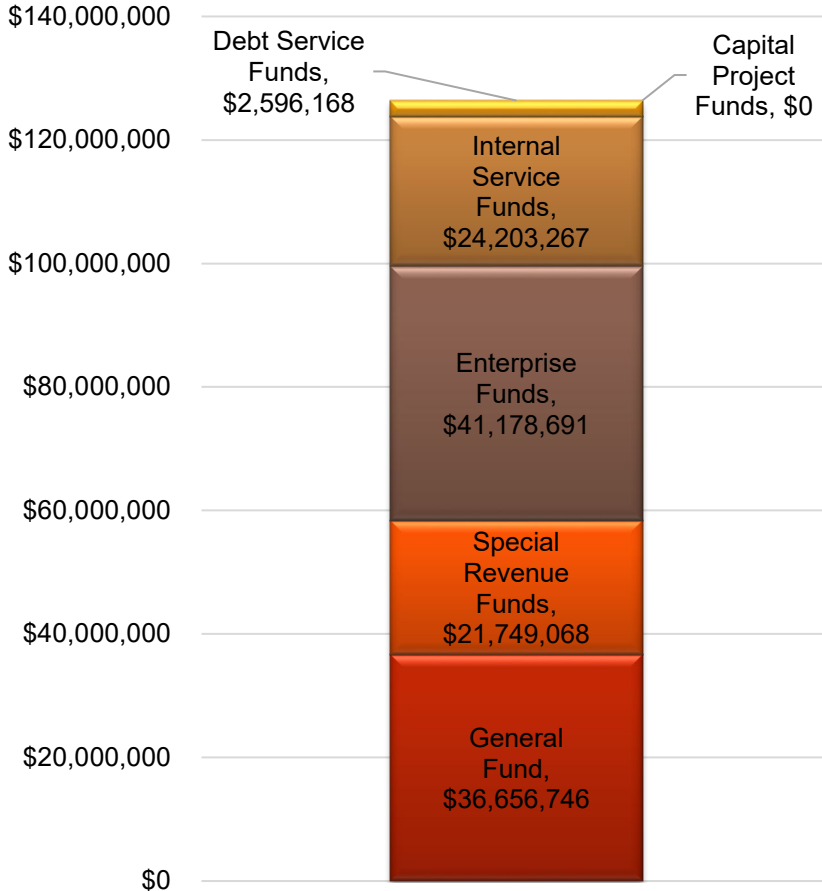 $140,000,000
Debt Service
Funds,
$2,596,168
Capital
Project
Funds, $0
$120,000,000
Internal
Service
Funds,
$24,203,267
$100,000,000
Enterprise
Funds,
$41,178,691
$80,000,000
$60,000,000
Special
Revenue
Funds,
$21,749,068
$40,000,000
General
Fund,
$36,656,746
$20,000,000
$0